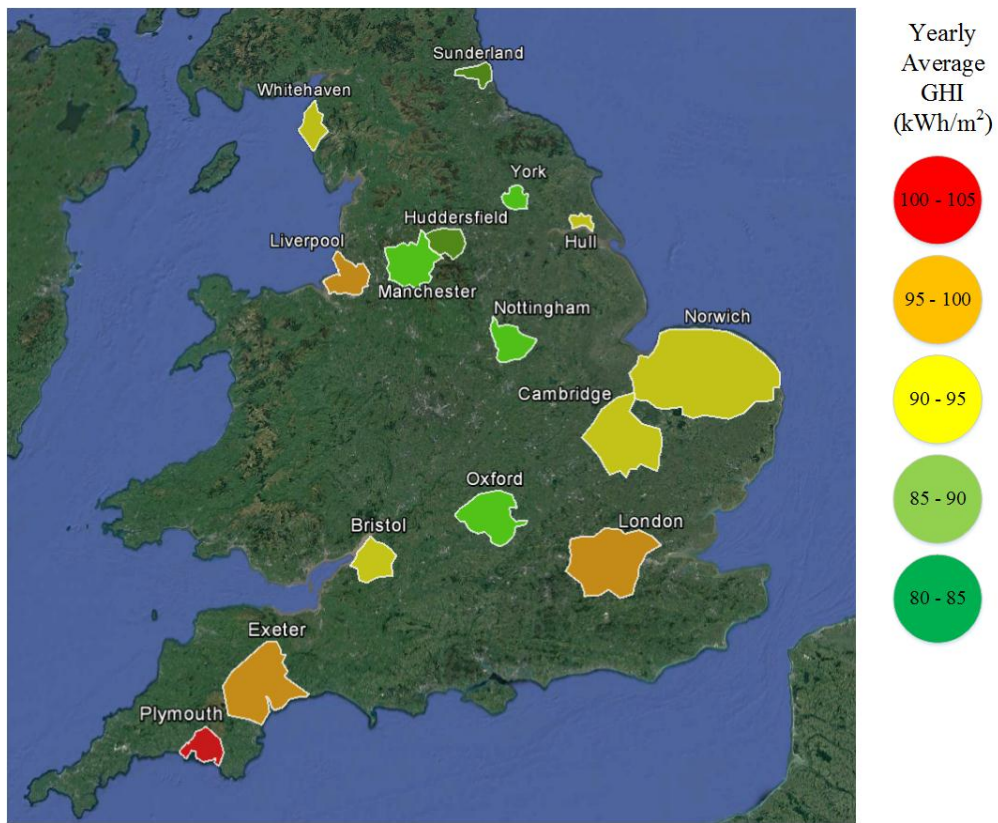 Sunderland
Whitehaven
York
Huddersfield
Hull
Liverpool
Manchester
Nottingham
Norwich
Cambridge
Oxford
London
Bristol
Exeter
Plymouth
Yearly
Average
GHI
(kWh/m²)
100 - 105
95 - 100
90 - 95
85 - 90
80 - 85